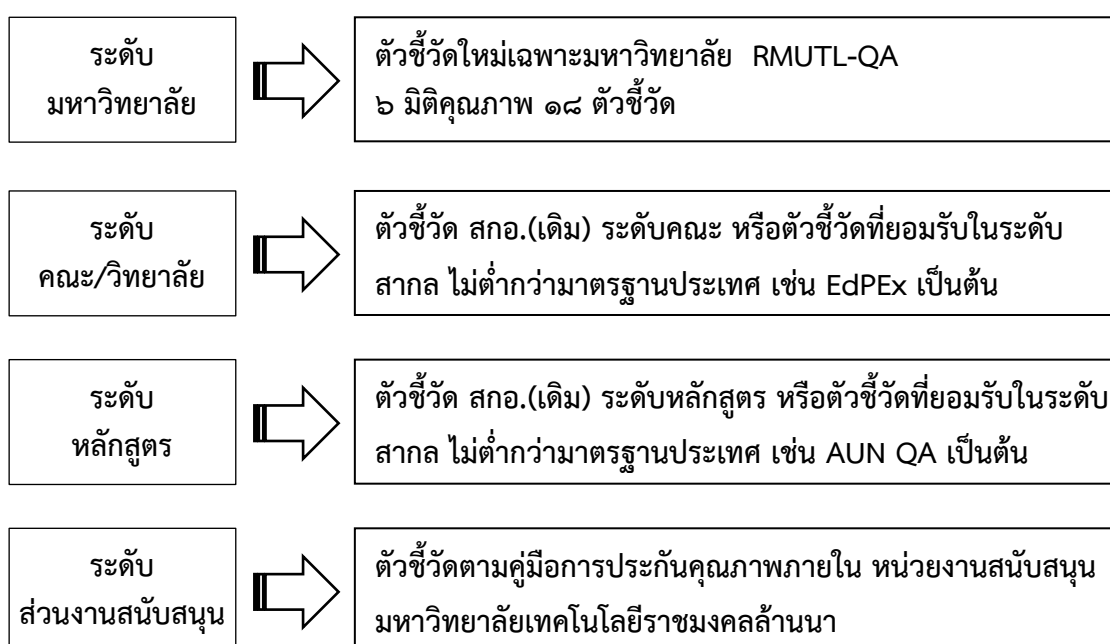 ระดับ
มหาวิทยาลัย
ตัวชี้วัดใหม่เฉพาะมหาวิทยาลัย RMUTL-QA
๖ มิติคุณภาพ ๑๘ ตัวชี้วัด
ระดับ
คณะ/วิทยาลัย
ตัวชี้วัด สกอ.(เดิม) ระดับคณะ หรือตัวชี้วัดที่ยอมรับในระดับ
สากล ไม่ต่ำกว่ามาตรฐานประเทศ เช่น EdPEx เป็นต้น
ระดับ
หลักสูตร
ตัวชี้วัด สกอ.(เดิม) ระดับหลักสูตร หรือตัวชี้วัดที่ยอมรับในระดับ
สากล ไม่ต่ำกว่ามาตรฐานประเทศ เช่น AUN QA เป็นต้น
ระดับ
ส่วนงานสนับสนุน
ตัวชี้วัดตามคู่มือการประกันคุณภาพภายใน หน่วยงานสนับสนุน
มหาวิทยาลัยเทคโนโลยีราชมงคลล้านนา